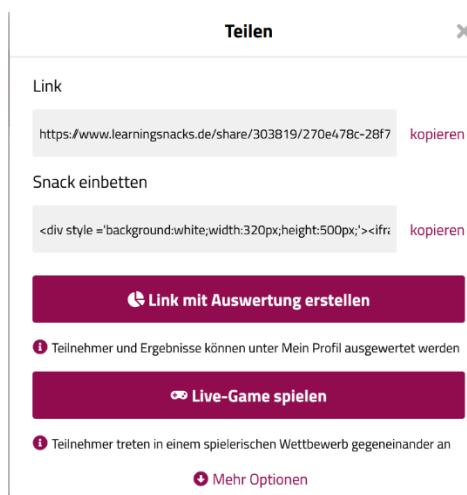 Teilen
Link
https://www.learningsnacks.de/share/303819/270e478c-28f7 kopieren
Snack einbetten
<div style ='background:white;width:320px;height:500px;'><ifra kopieren
Link mit Auswertung erstellen
Teilnehmer und Ergebnisse können unter Mein Profil ausgewertet werden
Live-Game spielen
Teilnehmer treten in einem spielerischen Wettbewerb gegeneinander an
Mehr Optionen